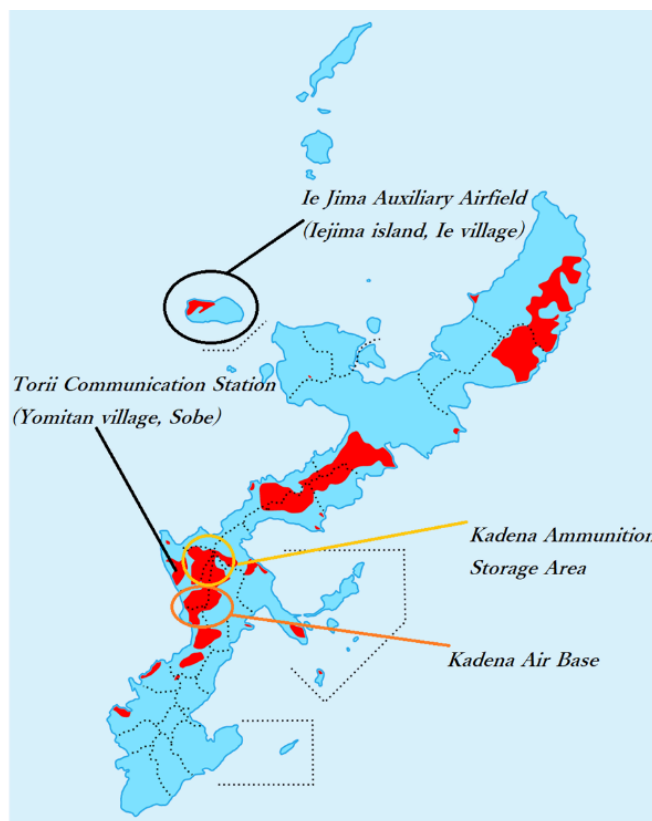 Ie Jima Auxiliary Airfield
(Iejima island, Ie village)
Torii Communication Station
(Yomitan village, Sobe)
Kadena Ammunition
Storage Area
Kadena Air Base